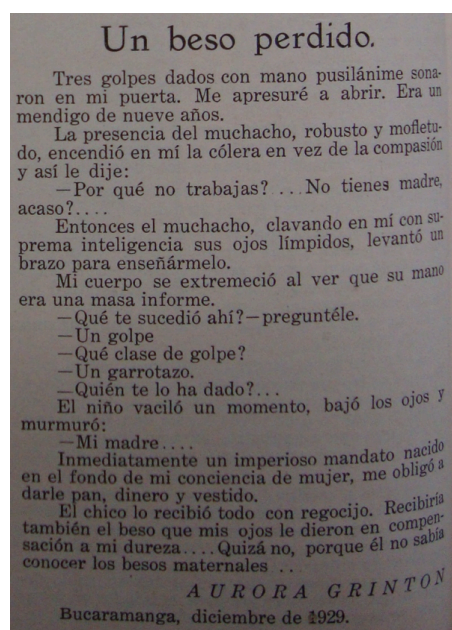 Un beso perdido.
Tres golpes dados con mano pusilánime sona-
ron en mi puerta. Me apresuré a abrir. Era un
mendigo de nueve años.
La presencia del muchacho, robusto y mofletu-
do, encendió en mí la cólera en vez de la compasión
y así le dije:
—Por qué no trabajas? ...No tienes madre,
acaso?....
Entonces el muchacho, clavando en mí con su-
prema inteligencia sus ojos límpidos, levantó un
brazo para enseñármelo.
Mi cuerpo se extremeció al ver que su mano
era una masa informe.
—Qué te sucedió ahí?—preguntéle.
—Un golpe
—Qué clase de golpe?
—Un garrotazo.
—Quién te lo ha dado?...
El niño vaciló un momento, bajó los ojos y
murmuró:
—Mi madre....
Inmediatamente un imperioso mandato nacido
en el fondo de mi conciencia de mujer, me obligó a
darle pan, dinero y vestido.
El chico lo recibió todo con regocijo. Recibiría
también el beso que mis ojos le dieron en compen-
sación a mi dureza....Quizá no, porque él no sabía
conocer los besos maternales ..
AURORA GRINTON
Bucaramanga, diciembre de 1929.